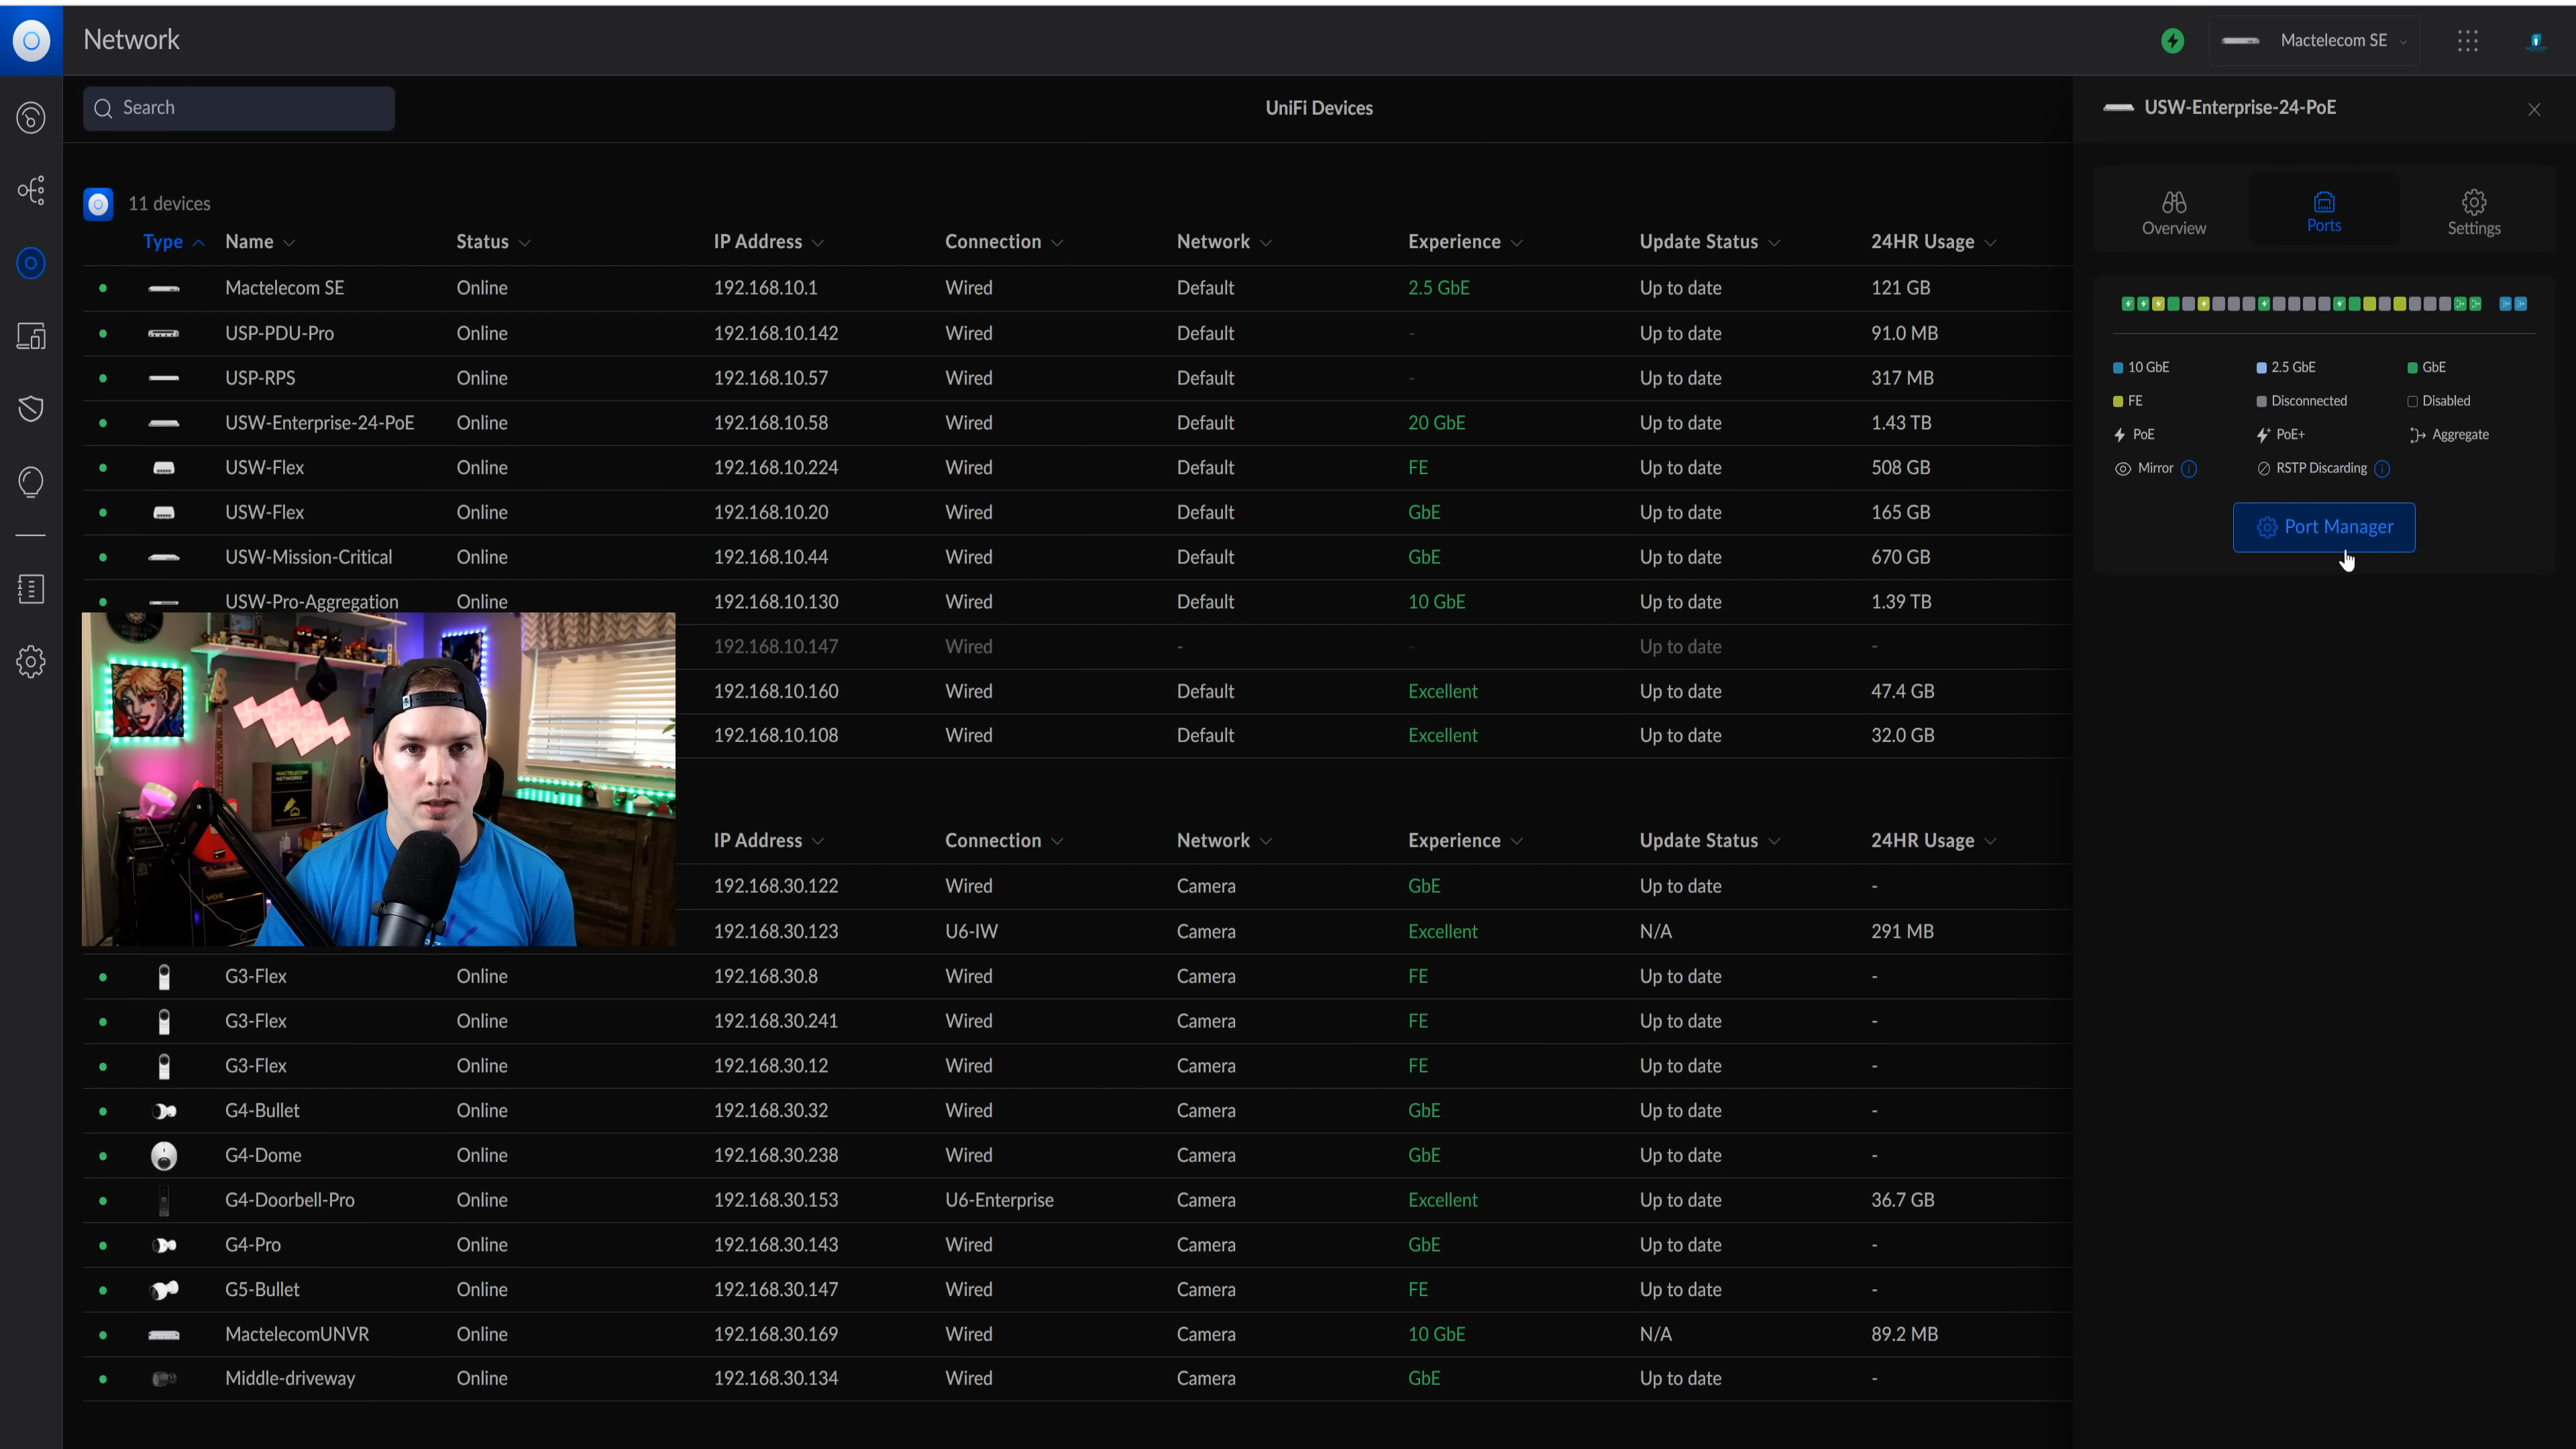 Network
Mactelecom SE
Search
UniFi Devices
11 devices
Type Name Status IP Address Connection Network Experience Update Status 24HR Usage
Mactelecom SE Online 192.168.10.1 Wired Default 2.5 GbE Up to date 121 GB
USP-PDU-Pro Online 192.168.10.142 Wired Default - Up to date 91.0 MB
USP-RPS Online 192.168.10.57 Wired Default - Up to date 317 MB
USW-Enterprise-24-PoE Online 192.168.10.58 Wired Default 20 GbE Up to date 1.43 TB
USW-Flex Online 192.168.10.224 Wired Default FE Up to date 508 GB
USW-Flex Online 192.168.10.20 Wired Default GbE Up to date 165 GB
USW-Mission-Critical Online 192.168.10.44 Wired Default GbE Up to date 670 GB
USW-Pro-Aggregation Online 192.168.10.130 Wired Default 10 GbE Up to date 1.39 TB
192.168.10.147 Wired - - Up to date -
192.168.10.160 Wired Default Excellent Up to date 47.4 GB
192.168.10.108 Wired Default Excellent Up to date 32.0 GB
MACTELECOM
NETWORKS
VOX
IP Address Connection Network Experience Update Status 24HR Usage
192.168.30.122 Wired Camera GbE Up to date -
192.168.30.123 U6-IW Camera Excellent N/A 291 MB
G3-Flex Online 192.168.30.8 Wired Camera FE Up to date -
G3-Flex Online 192.168.30.241 Wired Camera FE Up to date -
G3-Flex Online 192.168.30.12 Wired Camera FE Up to date -
G4-Bullet Online 192.168.30.32 Wired Camera GbE Up to date -
G4-Dome Online 192.168.30.238 Wired Camera GbE Up to date -
G4-Doorbell-Pro Online 192.168.30.153 U6-Enterprise Camera Excellent Up to date 36.7 GB
G4-Pro Online 192.168.30.143 Wired Camera GbE Up to date -
G5-Bullet Online 192.168.30.147 Wired Camera FE Up to date -
MactelecomUNVR Online 192.168.30.169 Wired Camera 10 GbE N/A 89.2 MB
Middle-driveway Online 192.168.30.134 Wired Camera GbE Up to date -
USW-Enterprise-24-PoE
Overview Ports Settings
10 GbE 2.5 GbE GbE
FE Disconnected Disabled
PoE PoE+ Aggregate
Mirror RSTP Discarding
Port Manager